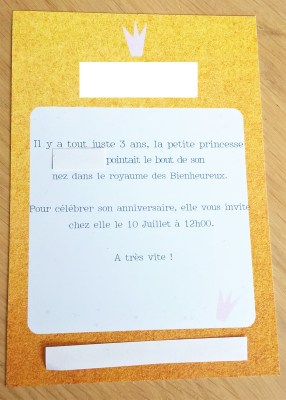 Il y a tout juste 3 ans, la petite princesse
pointait le bout de son
nez dans le royaume des Bienheureux.
Pour célébrer son anniversaire, elle vous invite
chez elle le 10 Juillet à 12h00.
A très vite !